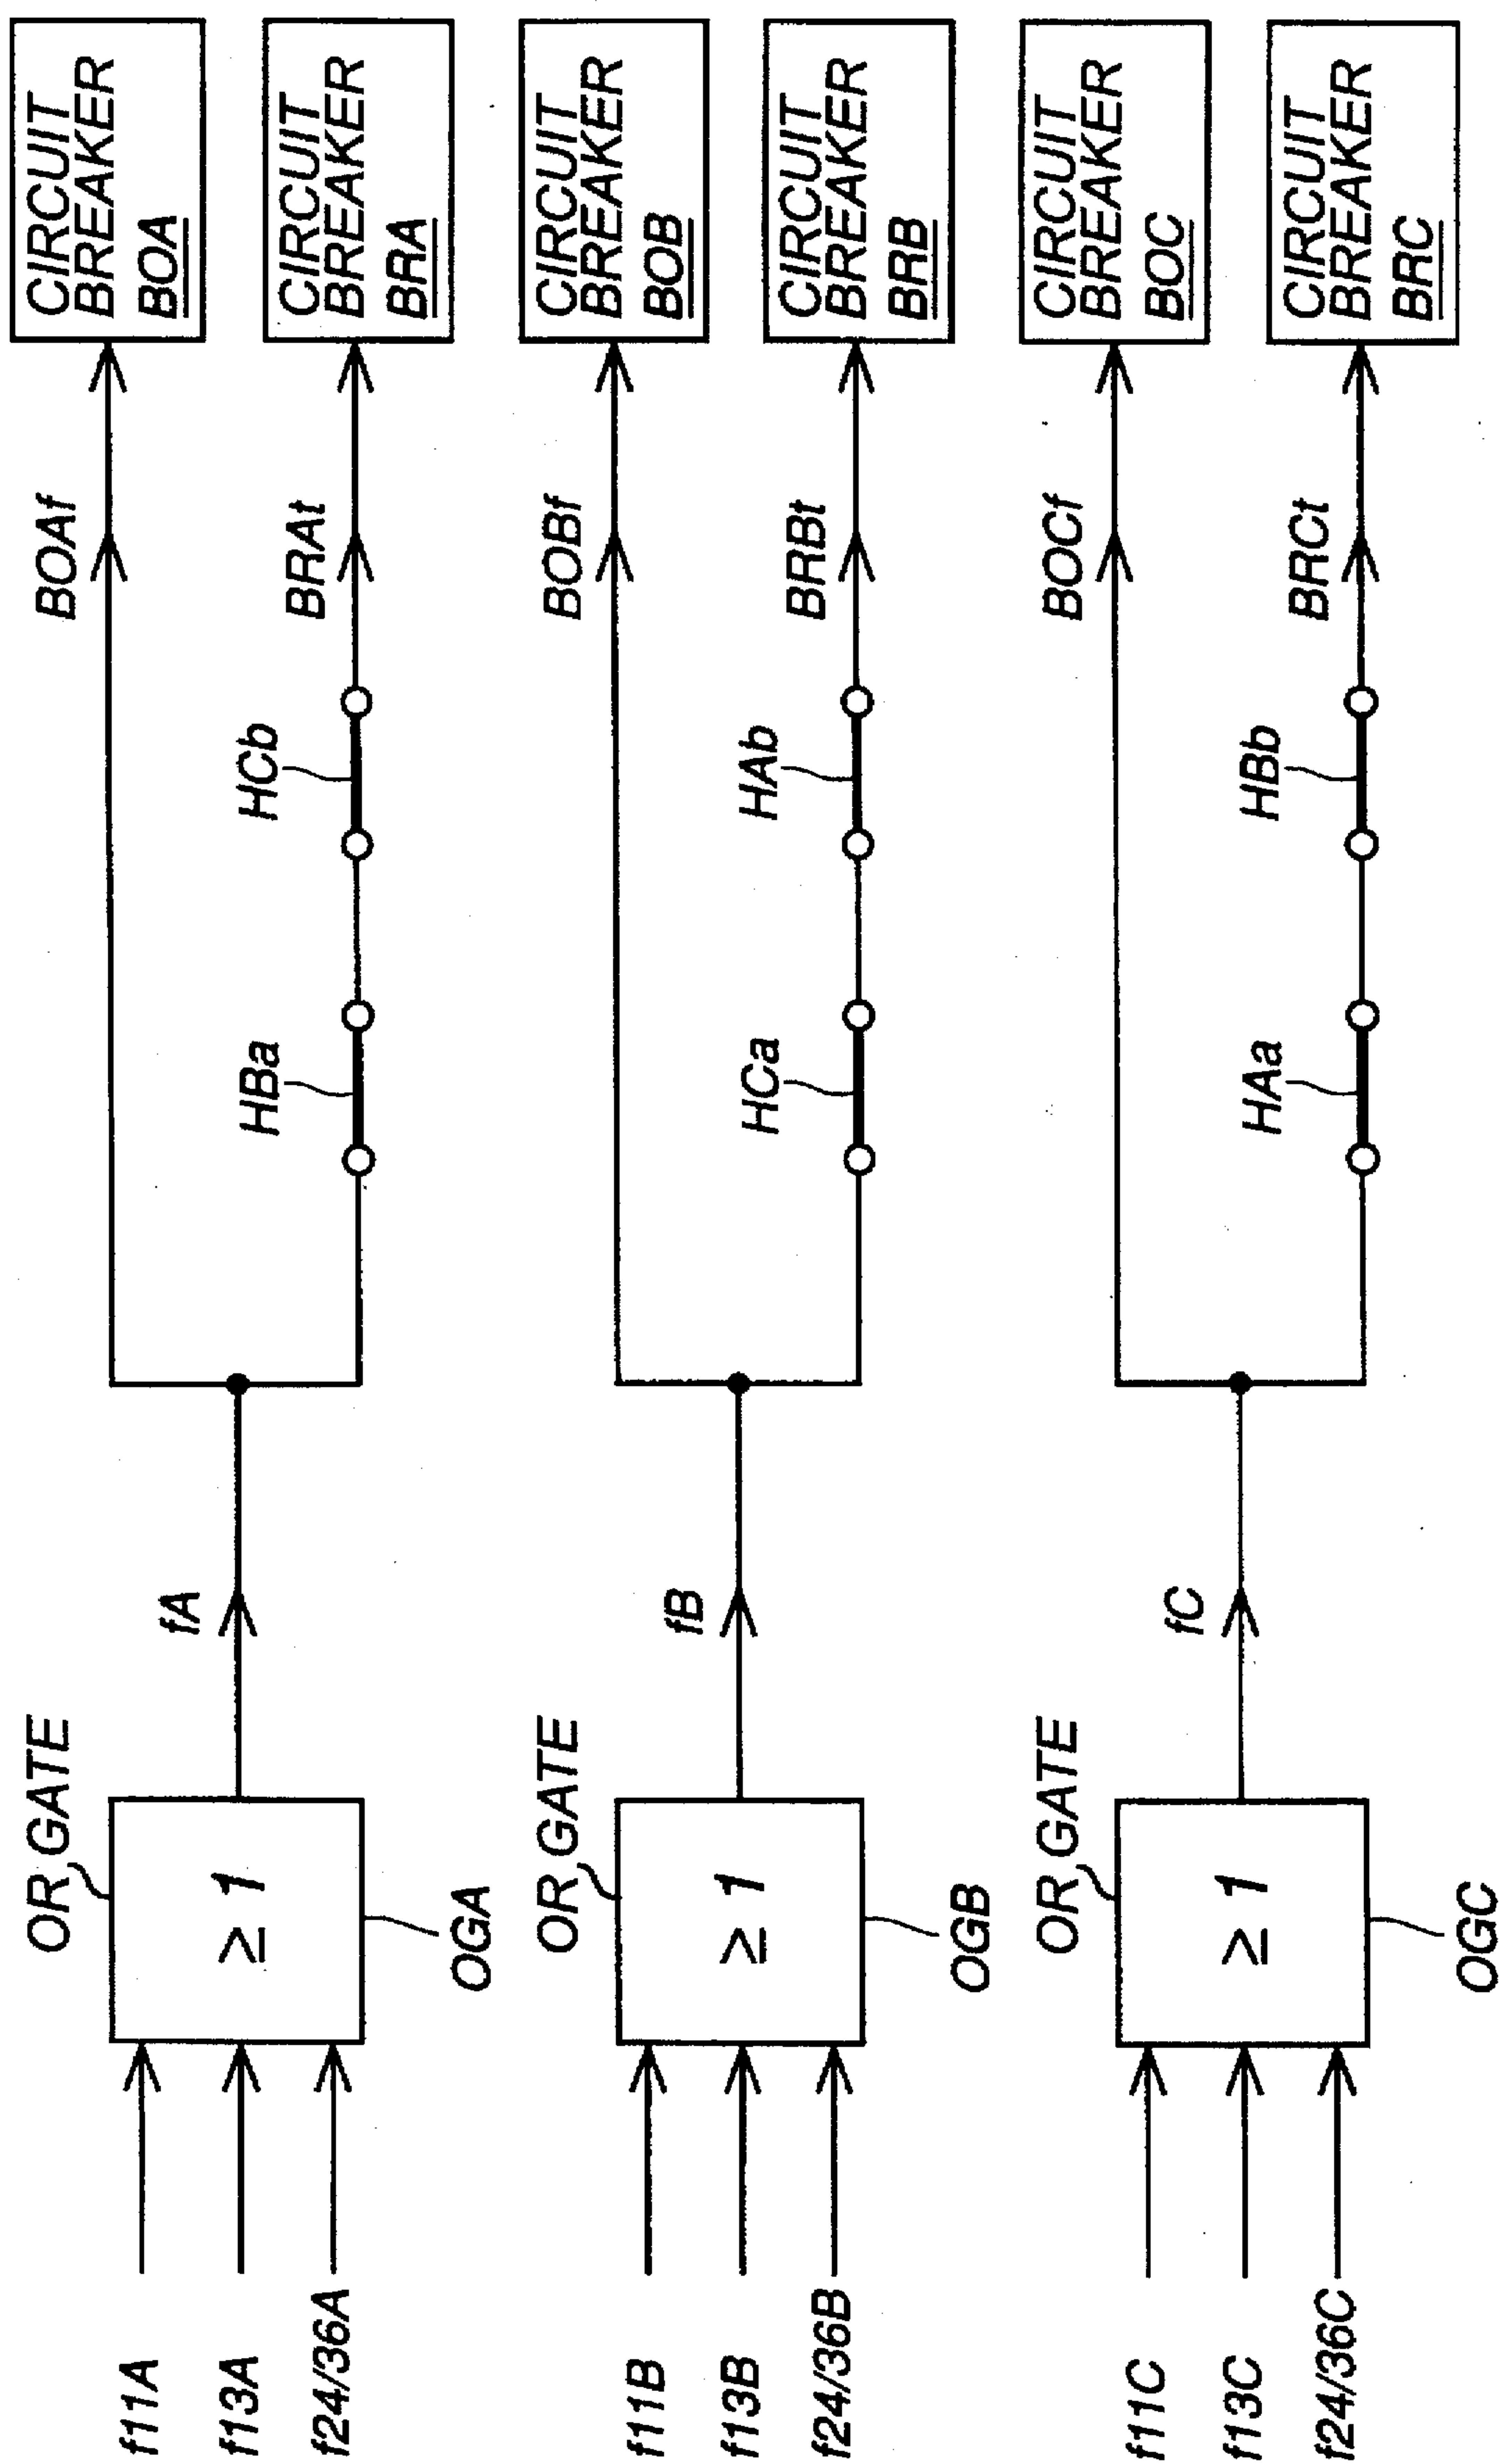 f11A
f13A
f24/36A
OR GATE
≥ 1
OGA
fA
HBa
HCb
BOAf
BRAt
CIRCUIT
BREAKER
BOA
CIRCUIT
BREAKER
BRA
f11B
f13B
f24/36B
OR GATE
≥ 1
OGB
fB
HCa
HAb
BOBf
BRBt
CIRCUIT
BREAKER
BOB
CIRCUIT
BREAKER
BRB
f11C
f13C
f24/36C
OR GATE
≥ 1
OGC
fC
HAa
HBb
BOCf
BRCt
CIRCUIT
BREAKER
BOC
CIRCUIT
BREAKER
BRC